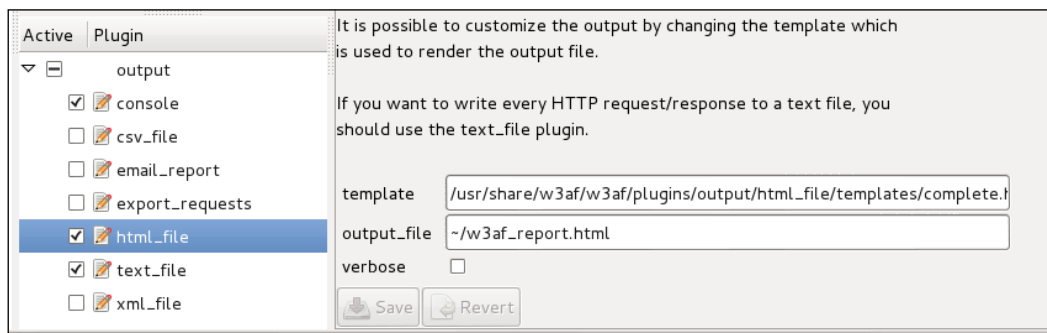 Active Plugin
output
console
csv_file
email_report
export_requests
html_file
text_file
xml_file
It is possible to customize the output by changing the template which
is used to render the output file.
If you want to write every HTTP request/response to a text file, you
should use the text_file plugin.
template /usr/share/w3af/w3af/plugins/output/html_file/templates/complete.h
output_file ~/w3af_report.html
verbose
Save Revert